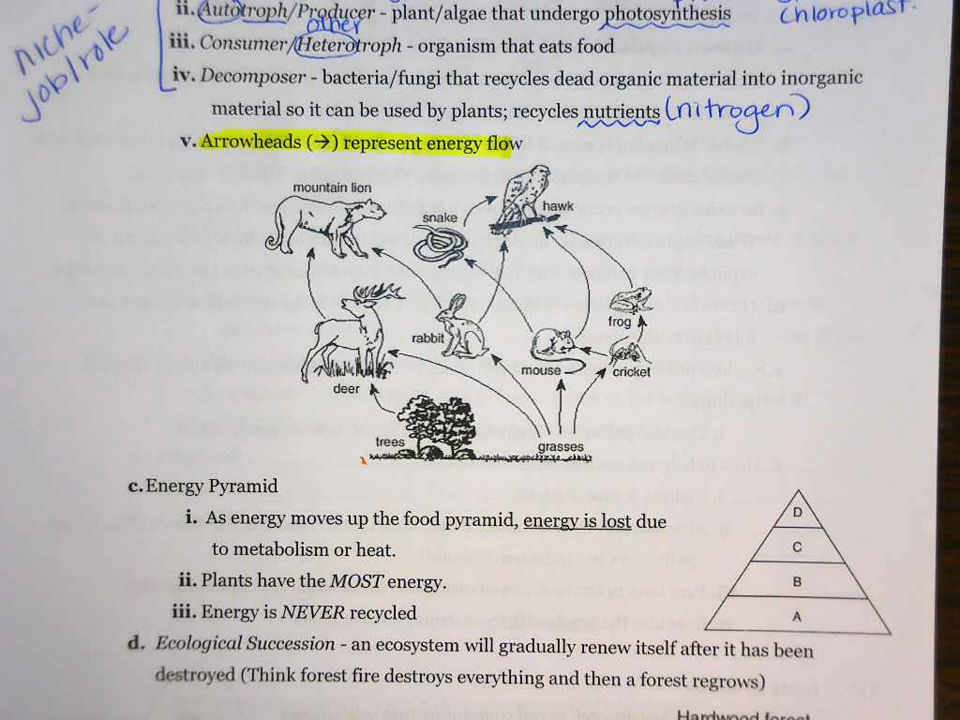 ii. Autotroph/Producer - plant/algae that undergo photosynthesis
chloroplast.
other
niche-
job/role
iii. Consumer/Heterotroph - organism that eats food
iv. Decomposer - bacteria/fungi that recycles dead organic material into inorganic
material so it can be used by plants; recycles nutrients (nitrogen)
v. Arrowheads (→) represent energy flow
mountain lion
snake
hawk
frog
rabbit
mouse
cricket
deer
trees
grasses
c. Energy Pyramid
i. As energy moves up the food pyramid, energy is lost due
to metabolism or heat.
ii. Plants have the MOST energy.
iii. Energy is NEVER recycled
D
C
B
A
d. Ecological Succession - an ecosystem will gradually renew itself after it has been
destroyed (Think forest fire destroys everything and then a forest regrows)
Hardwood forest